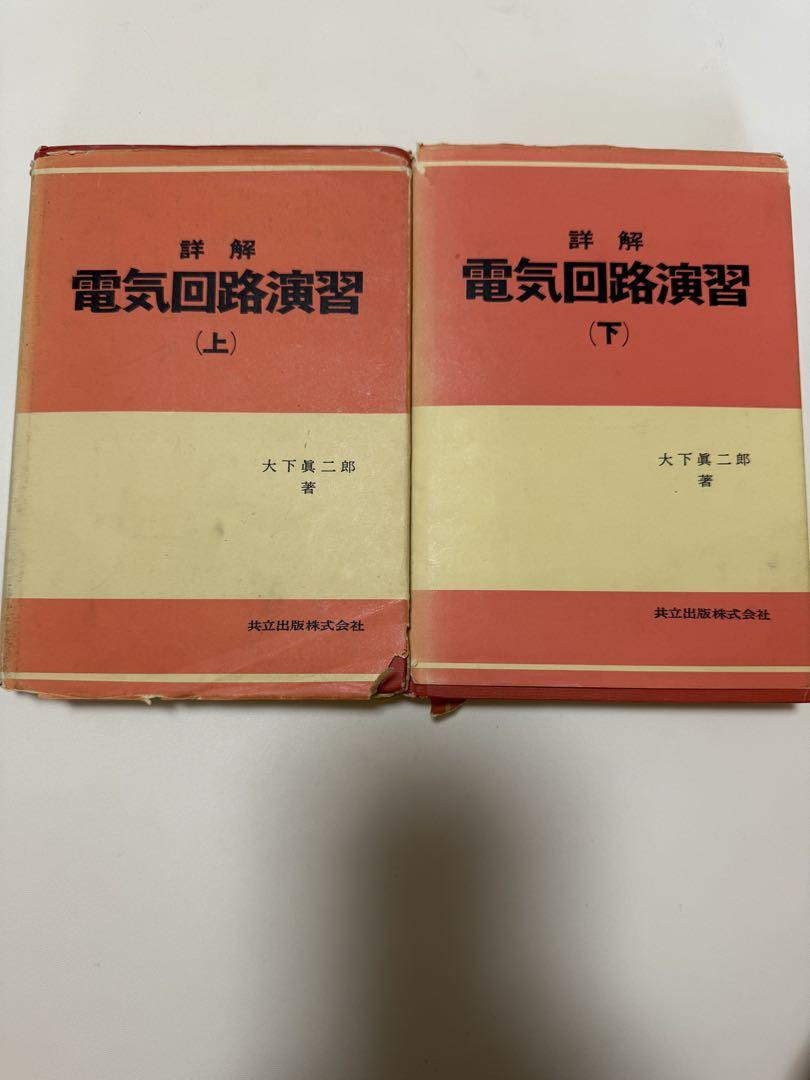 詳解
電気回路演習
(上)
大下眞二郎
著
共立出版株式会社
詳解
電気回路演習
(下)
大下眞二郎
著
共立出版株式会社